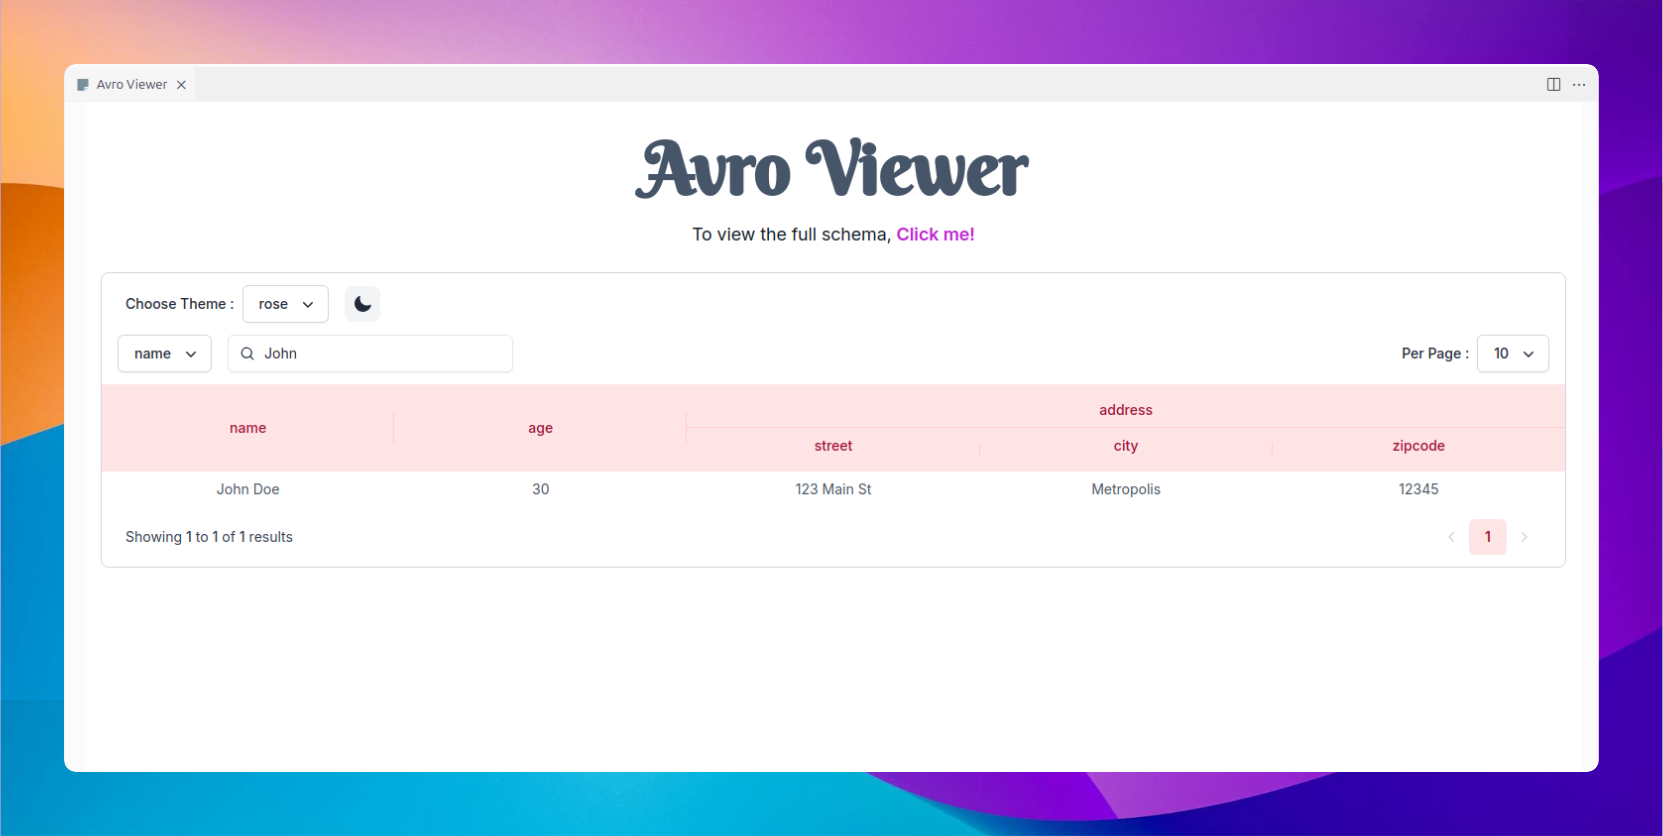 Avro Viewer
Avro Viewer
To view the full schema, Click me!
Choose Theme : rose
name John Per Page : 10
address
name age
street city zipcode
John Doe 30 123 Main St Metropolis 12345
Showing 1 to 1 of 1 results 1